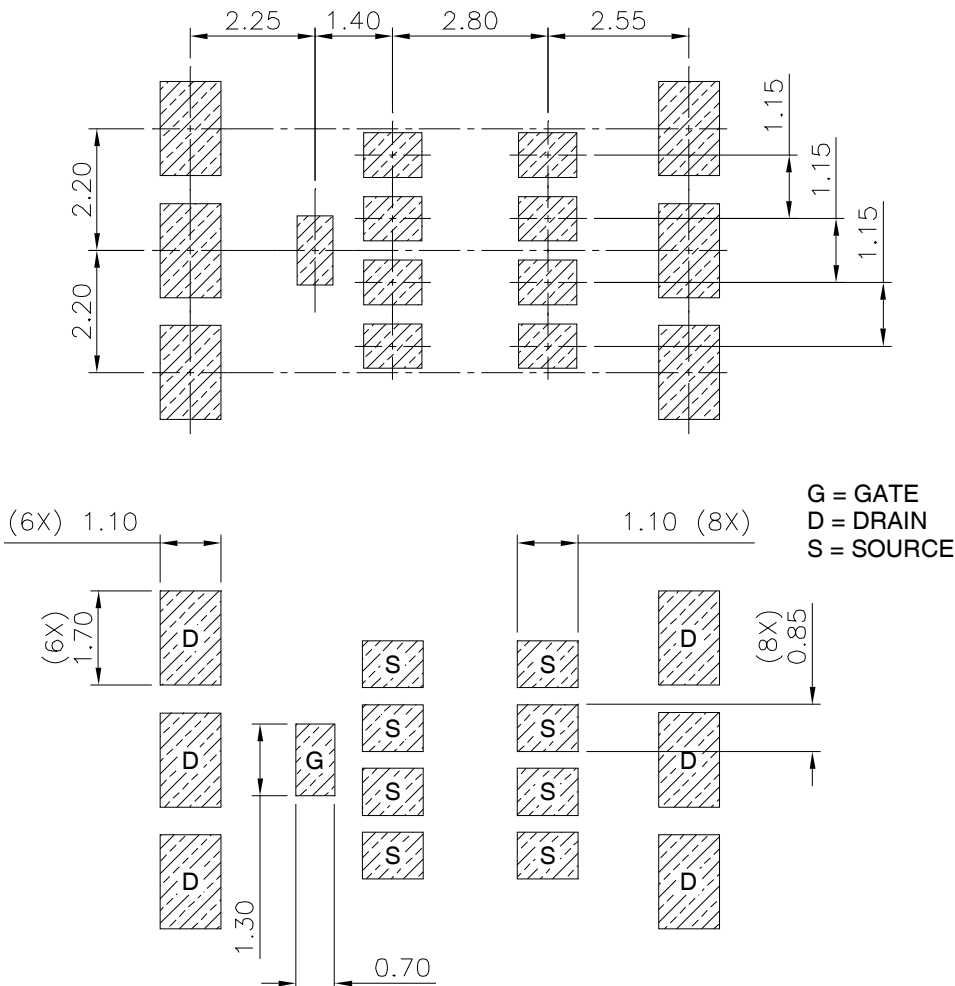 2.25 1.40 2.80 2.55
1.15
1.15
1.15
2.20
2.20
G = GATE
D = DRAIN
S = SOURCE
(6X) 1.10
1.10 (8X)
(6X)
1.70
(8X)
0.85
D
D
S
S
S
S
D
G
D
S
S
S
S
D
D
1.30
0.70